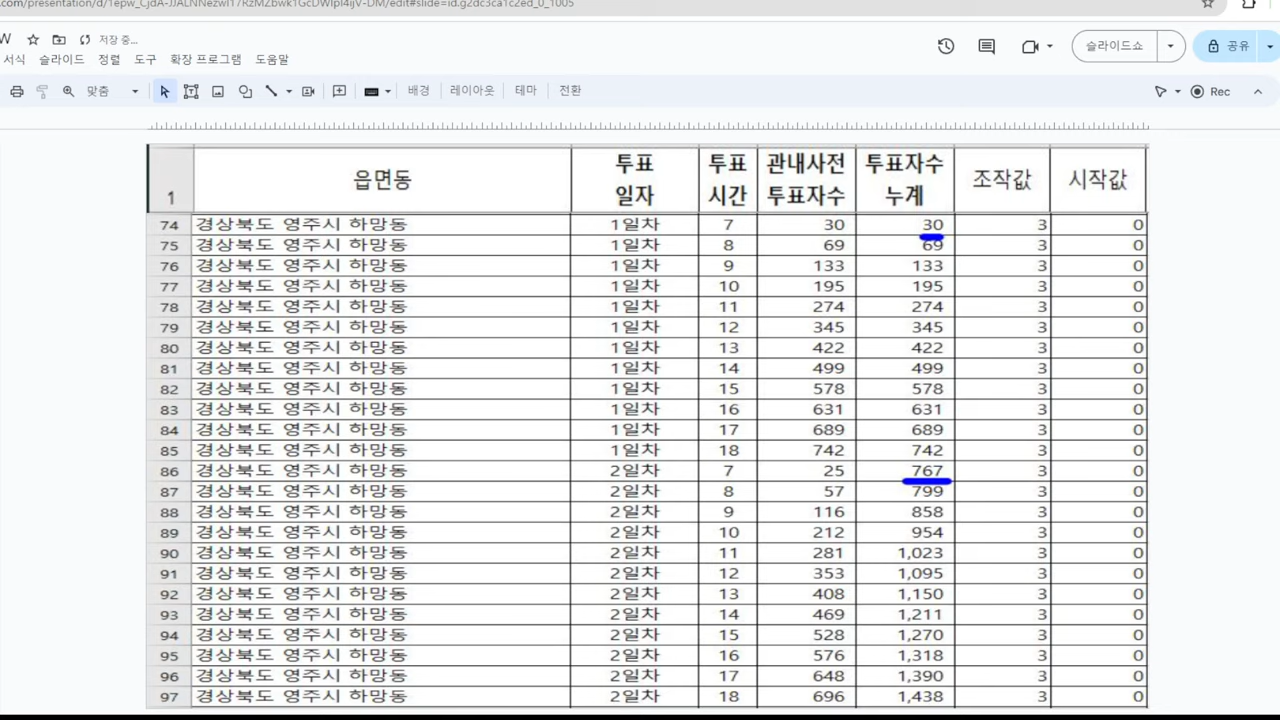 .com/presentation/d/1epw_CjdA-JJALNNezwI17RzMZbwk1GcDWIpI4ijV-DM/edit#slide=id.g2dc3ca1c2ed_0_1005
W 저장 중...
서식 슬라이드 정렬 도구 확장 프로그램 도움말
슬라이드쇼 공유
맞춤 배경 레이아웃 테마 전환 Rec
1 읍면동 투표 일자 투표 시간 관내사전 투표자수 투표자수 누계 조작값 시작값
74 경상북도 영주시 하망동 1일차 7 30 30 3 0
75 경상북도 영주시 하망동 1일차 8 69 69 3 0
76 경상북도 영주시 하망동 1일차 9 133 133 3 0
77 경상북도 영주시 하망동 1일차 10 195 195 3 0
78 경상북도 영주시 하망동 1일차 11 274 274 3 0
79 경상북도 영주시 하망동 1일차 12 345 345 3 0
80 경상북도 영주시 하망동 1일차 13 422 422 3 0
81 경상북도 영주시 하망동 1일차 14 499 499 3 0
82 경상북도 영주시 하망동 1일차 15 578 578 3 0
83 경상북도 영주시 하망동 1일차 16 631 631 3 0
84 경상북도 영주시 하망동 1일차 17 689 689 3 0
85 경상북도 영주시 하망동 1일차 18 742 742 3 0
86 경상북도 영주시 하망동 2일차 7 25 767 3 0
87 경상북도 영주시 하망동 2일차 8 57 799 3 0
88 경상북도 영주시 하망동 2일차 9 116 858 3 0
89 경상북도 영주시 하망동 2일차 10 212 954 3 0
90 경상북도 영주시 하망동 2일차 11 281 1,023 3 0
91 경상북도 영주시 하망동 2일차 12 353 1,095 3 0
92 경상북도 영주시 하망동 2일차 13 408 1,150 3 0
93 경상북도 영주시 하망동 2일차 14 469 1,211 3 0
94 경상북도 영주시 하망동 2일차 15 528 1,270 3 0
95 경상북도 영주시 하망동 2일차 16 576 1,318 3 0
96 경상북도 영주시 하망동 2일차 17 648 1,390 3 0
97 경상북도 영주시 하망동 2일차 18 696 1,438 3 0